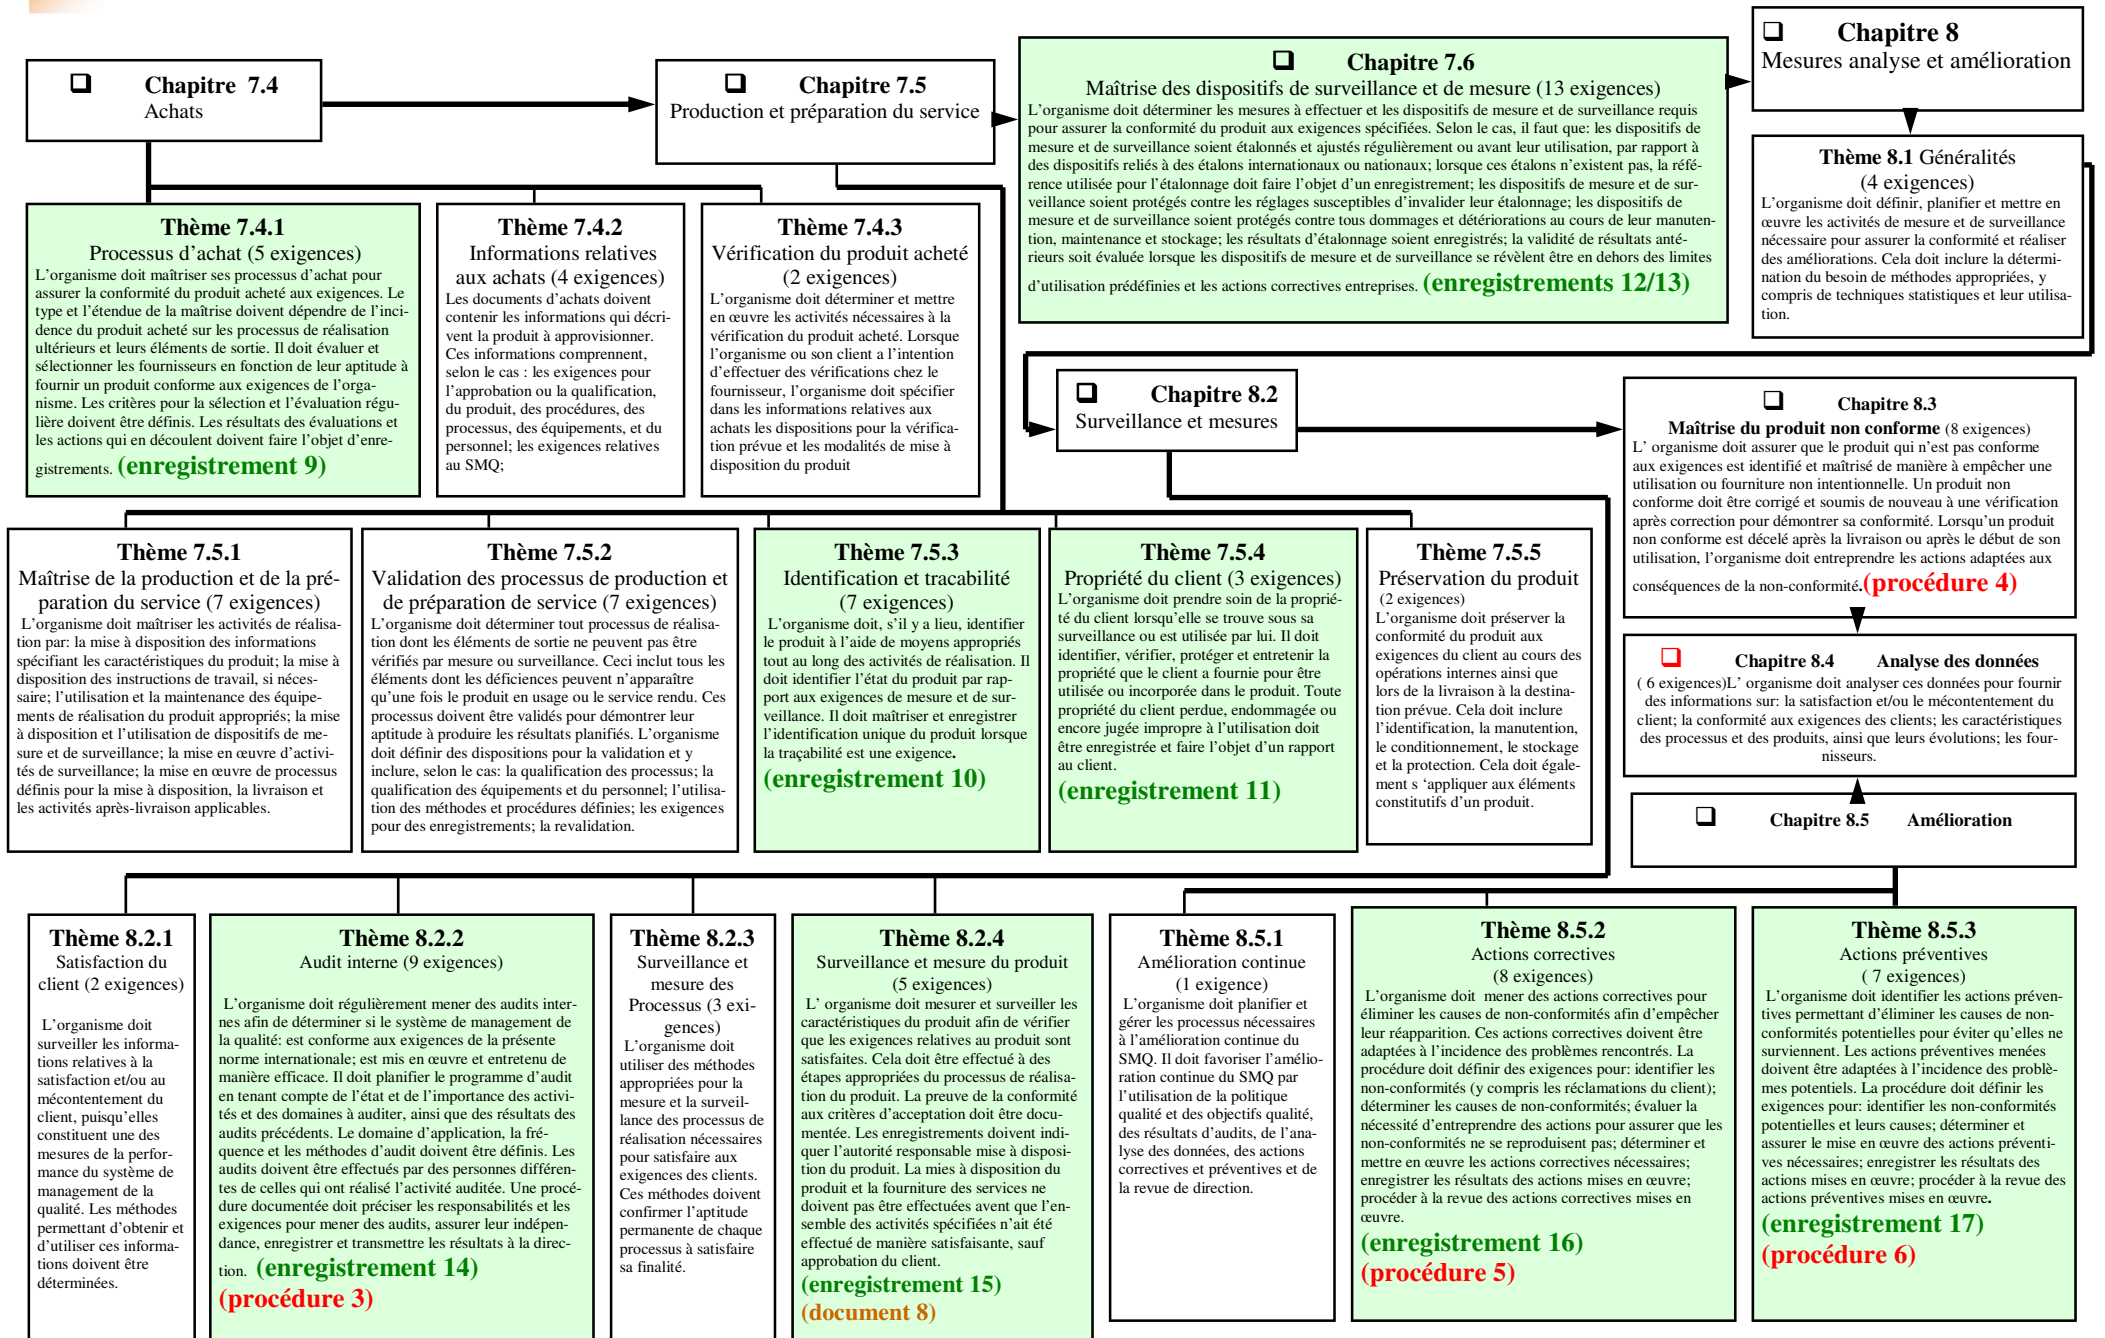 ❑ Chapitre 7.4
Achats
❑ Chapitre 7.5
Production et préparation du service
❑ Chapitre 7.6
Maîtrise des dispositifs de surveillance et de mesure (13 exigences)
L'organisme doit déterminer les mesures à effectuer et les dispositifs de mesure et de surveillance requis
pour assurer la conformité du produit aux exigences spécifiées. Selon le cas, il faut que: les dispositifs de
mesure et de surveillance soient étalonnés et ajustés régulièrement ou avant leur utilisation, par rapport à
des dispositifs reliés à des étalons internationaux ou nationaux; lorsque ces étalons n'existent pas, la réfé-
rence utilisée pour l'étalonnage doit faire l'objet d'un enregistrement; les dispositifs de mesure et de sur-
veillance soient protégés contre les réglages susceptibles d'invalider leur étalonnage; les dispositifs de
mesure et de surveillance soient protégés contre tous dommages et détériorations au cours de leur manuten-
tion, maintenance et stockage; les résultats d'étalonnage soient enregistrés; la validité de résultats anté-
rieurs soit évaluée lorsque les dispositifs de mesure et de surveillance se révèlent être en dehors des limites
d'utilisation prédéfinies et les actions correctives entreprises. (enregistrements 12/13)
❑ Chapitre 8
Mesures analyse et amélioration
Thème 8.1 Généralités
(4 exigences)
L'organisme doit définir, planifier et mettre en
œuvre les activités de mesure et de surveillance
nécessaire pour assurer la conformité et réaliser
des améliorations. Cela doit inclure la détermi-
nation du besoin de méthodes appropriées, y
compris de techniques statistiques et leur utilisa-
tion.
Thème 7.4.1
Processus d'achat (5 exigences)
L'organisme doit maîtriser ses processus d'achat pour
assurer la conformité du produit acheté aux exigences. Le
type et l'étendue de la maîtrise doivent dépendre de l'inci-
dence du produit acheté sur les processus de réalisation
ultérieurs et leurs éléments de sortie. Il doit évaluer et
sélectionner les fournisseurs en fonction de leur aptitude à
fournir un produit conforme aux exigences de l'orga-
nisme. Les critères pour la sélection et l'évaluation régu-
lière doivent être définis. Les résultats des évaluations et
les actions qui en découlent doivent faire l'objet d'enre-
gistrements. (enregistrement 9)
Thème 7.4.2
Informations relatives
aux achats (4 exigences)
Les documents d'achats doivent
contenir les informations qui décri-
vent la produit à approvisionner.
Ces informations comprennent,
selon le cas : les exigences pour
l'approbation ou la qualification,
du produit, des procédures, des
processus, des équipements, et du
personnel; les exigences relatives
au SMQ;
Thème 7.4.3
Vérification du produit acheté
(2 exigences)
L'organisme doit déterminer et mettre
en œuvre les activités nécessaires à la
vérification du produit acheté. Lorsque
l'organisme ou son client a l'intention
d'effectuer des vérifications chez le
fournisseur, l'organisme doit spécifier
dans les informations relatives aux
achats les dispositions pour la vérifica-
tion prévue et les modalités de mise à
disposition du produit
❑ Chapitre 8.2
Surveillance et mesures
❑ Chapitre 8.3
Maîtrise du produit non conforme (8 exigences)
L' organisme doit assurer que le produit qui n'est pas conforme
aux exigences est identifié et maîtrisé de manière à empêcher une
utilisation ou fourniture non intentionnelle. Un produit non
conforme doit être corrigé et soumis de nouveau à une vérification
après correction pour démontrer sa conformité. Lorsqu'un produit
non conforme est décelé après la livraison ou après le début de son
utilisation, l'organisme doit entreprendre les actions adaptées aux
conséquences de la non-conformité.(procédure 4)
❑ Chapitre 8.4 Analyse des données
( 6 exigences)L' organisme doit analyser ces données pour fournir
des informations sur: la satisfaction et/ou le mécontentement du
client; la conformité aux exigences des clients; les caractéristiques
des processus et des produits, ainsi que leurs évolutions; les four-
nisseurs.
❑ Chapitre 8.5 Amélioration
Thème 7.5.1
Maîtrise de la production et de la pré-
paration du service (7 exigences)
L'organisme doit maîtriser les activités de réalisa-
tion par: la mise à disposition des informations
spécifiant les caractéristiques du produit; la mise à
disposition des instructions de travail, si néces-
saire; l'utilisation et la maintenance des équipe-
ments de réalisation du produit appropriés; la mise
à disposition et l'utilisation de dispositifs de me-
sure et de surveillance; la mise en œuvre d'activi-
tés de surveillance; la mise en œuvre de processus
définis pour la mise à disposition, la livraison et
les activités après-livraison applicables.
Thème 7.5.2
Validation des processus de production et
de préparation de service (7 exigences)
L'organisme doit déterminer tout processus de réalisa-
tion dont les éléments de sortie ne peuvent pas être
vérifiés par mesure ou surveillance. Ceci inclut tous les
éléments dont les déficiences peuvent n'apparaître
qu'une fois le produit en usage ou le service rendu. Ces
processus doivent être validés pour démontrer leur
aptitude à produire les résultats planifiés. L'organisme
doit définir des dispositions pour la validation et y
inclure, selon le cas: la qualification des processus; la
qualification des équipements et du personnel; l'utilisa-
tion des méthodes et procédures définies; les exigences
pour des enregistrements; la revalidation.
Thème 7.5.3
Identification et tracabilité
(7 exigences)
L'organisme doit, s'il y a lieu, identifier
le produit à l'aide de moyens appropriés
tout au long des activités de réalisation. Il
doit identifier l'état du produit par rap-
port aux exigences de mesure et de sur-
veillance. Il doit maîtriser et enregistrer
l'identification unique du produit lorsque
la traçabilité est une exigence.
(enregistrement 10)
Thème 7.5.4
Propriété du client (3 exigences)
L'organisme doit prendre soin de la proprié-
té du client lorsqu'elle se trouve sous sa
surveillance ou est utilisée par lui. Il doit
identifier, vérifier, protéger et entretenir la
propriété que le client a fournie pour être
utilisée ou incorporée dans le produit. Toute
propriété du client perdue, endommagée ou
encore jugée impropre à l'utilisation doit
être enregistrée et faire l'objet d'un rapport
au client.
(enregistrement 11)
Thème 7.5.5
Préservation du produit
(2 exigences)
L'organisme doit préserver la
conformité du produit aux
exigences du client au cours des
opérations internes ainsi que
lors de la livraison à la destina-
tion prévue. Cela doit inclure
l'identification, la manutention,
le conditionnement, le stockage
et la protection. Cela doit égale-
ment s 'appliquer aux éléments
constitutifs d'un produit.
Thème 8.2.1
Satisfaction du
client (2 exigences)
L'organisme doit
surveiller les informa-
tions relatives à la
satisfaction et/ou au
mécontentement du
client, puisqu'elles
constituent une des
mesures de la perfor-
mance du système de
management de la
qualité. Les méthodes
permettant d'obtenir et
d'utiliser ces informa-
tions doivent être
déterminées.
Thème 8.2.2
Audit interne (9 exigences)
L'organisme doit régulièrement mener des audits inter-
nes afin de déterminer si le système de management de
la qualité: est conforme aux exigences de la présente
norme internationale; est mis en œuvre et entretenu de
manière efficace. Il doit planifier le programme d'audit
en tenant compte de l'état et de l'importance des activi-
tés et des domaines à auditer, ainsi que des résultats des
audits précédents. Le domaine d'application, la fré-
quence et les méthodes d'audit doivent être définis. Les
audits doivent être effectués par des personnes différen-
tes de celles qui ont réalisé l'activité auditée. Une procé-
dure documentée doit préciser les responsabilités et les
exigences pour mener des audits, assurer leur indépen-
dance, enregistrer et transmettre les résultats à la direc-
tion. (enregistrement 14)
(procédure 3)
Thème 8.2.3
Surveillance et
mesure des
Processus (3 exi-
gences)
L'organisme doit
utiliser des méthodes
appropriées pour la
mesure et la surveil-
lance des processus de
réalisation nécessaires
pour satisfaire aux
exigences des clients.
Ces méthodes doivent
confirmer l'aptitude
permanente de chaque
processus à satisfaire
sa finalité.
Thème 8.2.4
Surveillance et mesure du produit
(5 exigences)
L' organisme doit mesurer et surveiller les
caractéristiques du produit afin de vérifier
que les exigences relatives au produit sont
satisfaites. Cela doit être effectué à des
étapes appropriées du processus de réalisa-
tion du produit. La preuve de la conformité
aux critères d'acceptation doit être docu-
mentée. Les enregistrements doivent indi-
quer l'autorité responsable mise à disposi-
tion du produit. La mies à disposition du
produit et la fourniture des services ne
doivent pas être effectuées avent que l'en-
semble des activités spécifiées n'ait été
effectué de manière satisfaisante, sauf
approbation du client.
(enregistrement 15)
(document 8)
Thème 8.5.1
Amélioration continue
(1 exigence)
L'organisme doit planifier et
gérer les processus nécessaires
à l'amélioration continue du
SMQ. Il doit favoriser l'amélio-
ration continue du SMQ par
l'utilisation de la politique
qualité et des objectifs qualité,
des résultats d'audits, de l'ana-
lyse des données, des actions
correctives et préventives et de
la revue de direction.
Thème 8.5.2
Actions correctives
(8 exigences)
L'organisme doit mener des actions correctives pour
éliminer les causes de non-conformités afin d'empêcher
leur réapparition. Ces actions correctives doivent être
adaptées à l'incidence des problèmes rencontrés. La
procédure doit définir des exigences pour: identifier les
non-conformités (y compris les réclamations du client);
déterminer les causes de non-conformités; évaluer la
nécessité d'entreprendre des actions pour assurer que les
non-conformités ne se reproduisent pas; déterminer et
mettre en œuvre les actions correctives nécessaires;
enregistrer les résultats des actions mises en œuvre;
procéder à la revue des actions correctives mises en
œuvre.
(enregistrement 16)
(procédure 5)
Thème 8.5.3
Actions préventives
( 7 exigences)
L'organisme doit identifier les actions préven-
tives permettant d'éliminer les causes de non-
conformités potentielles pour éviter qu'elles ne
surviennent. Les actions préventives menées
doivent être adaptées à l'incidence des problè-
mes potentiels. La procédure doit définir les
exigences pour: identifier les non-conformités
potentielles et leurs causes; déterminer et
assurer le mise en œuvre des actions préventi-
ves nécessaires; enregistrer les résultats des
actions mises en œuvre; procéder à la revue des
actions préventives mises en œuvre.
(enregistrement 17)
(procédure 6)